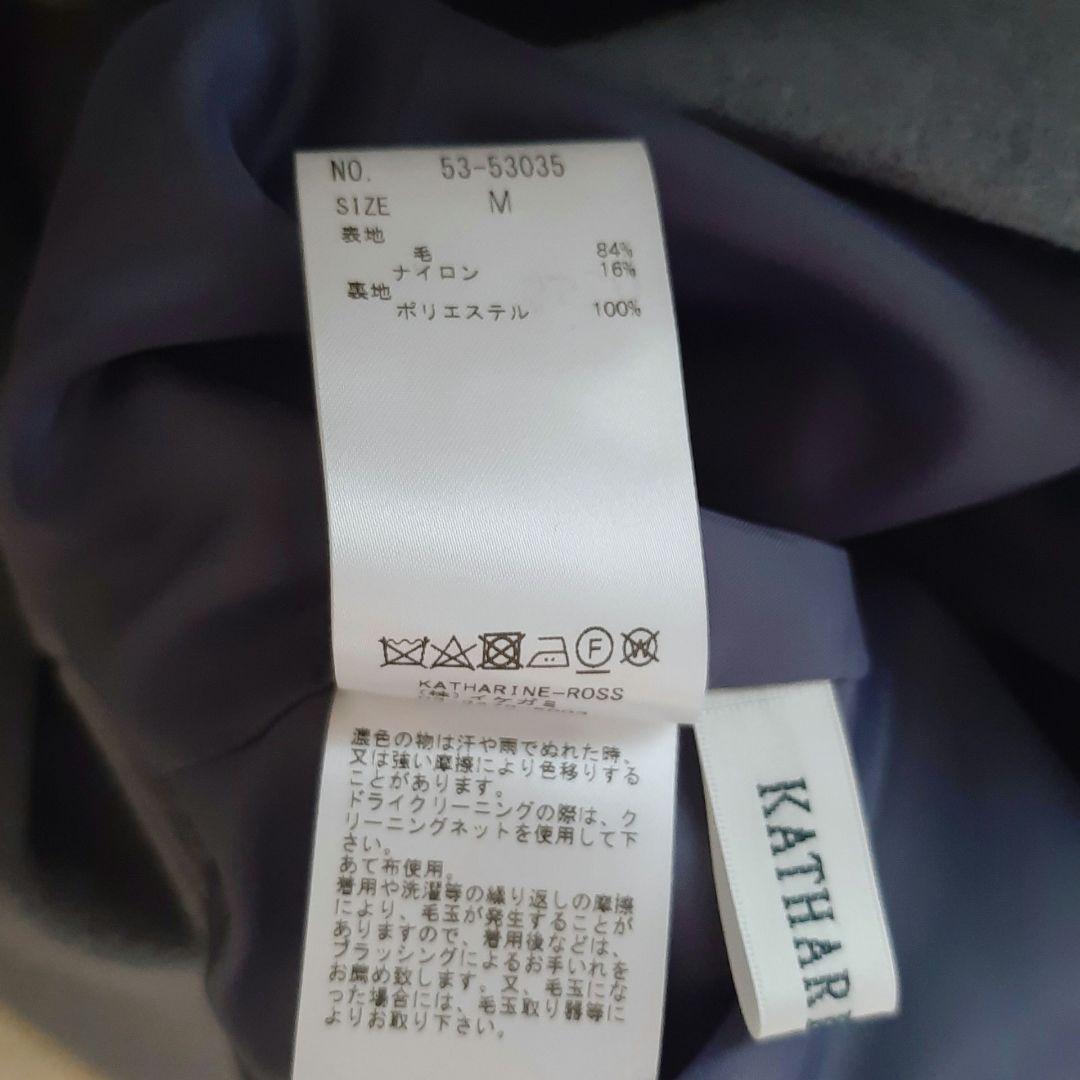 NO. 53-53035
SIZE M
表地
毛 84%
ナイロン 16%
裏地
ポリエステル 100%
F
W
KATHARINE-ROSS
(株)イケガミ
濃色の物は汗や雨でぬれた時、
又は強い摩擦により色移りする
ことがあります。
ドライクリーニングの際は、ク
リーニングネットを使用して下
さい。
あて布使用。
着用や洗濯等の繰り返しの摩擦
により、毛玉が発生することが
ありますので、着用後などは、
ブラッシングによるお手いれを
お薦め致します。又、毛玉にな
った場合には、毛玉取り器等に
よりお取り下さい。
KATHAR